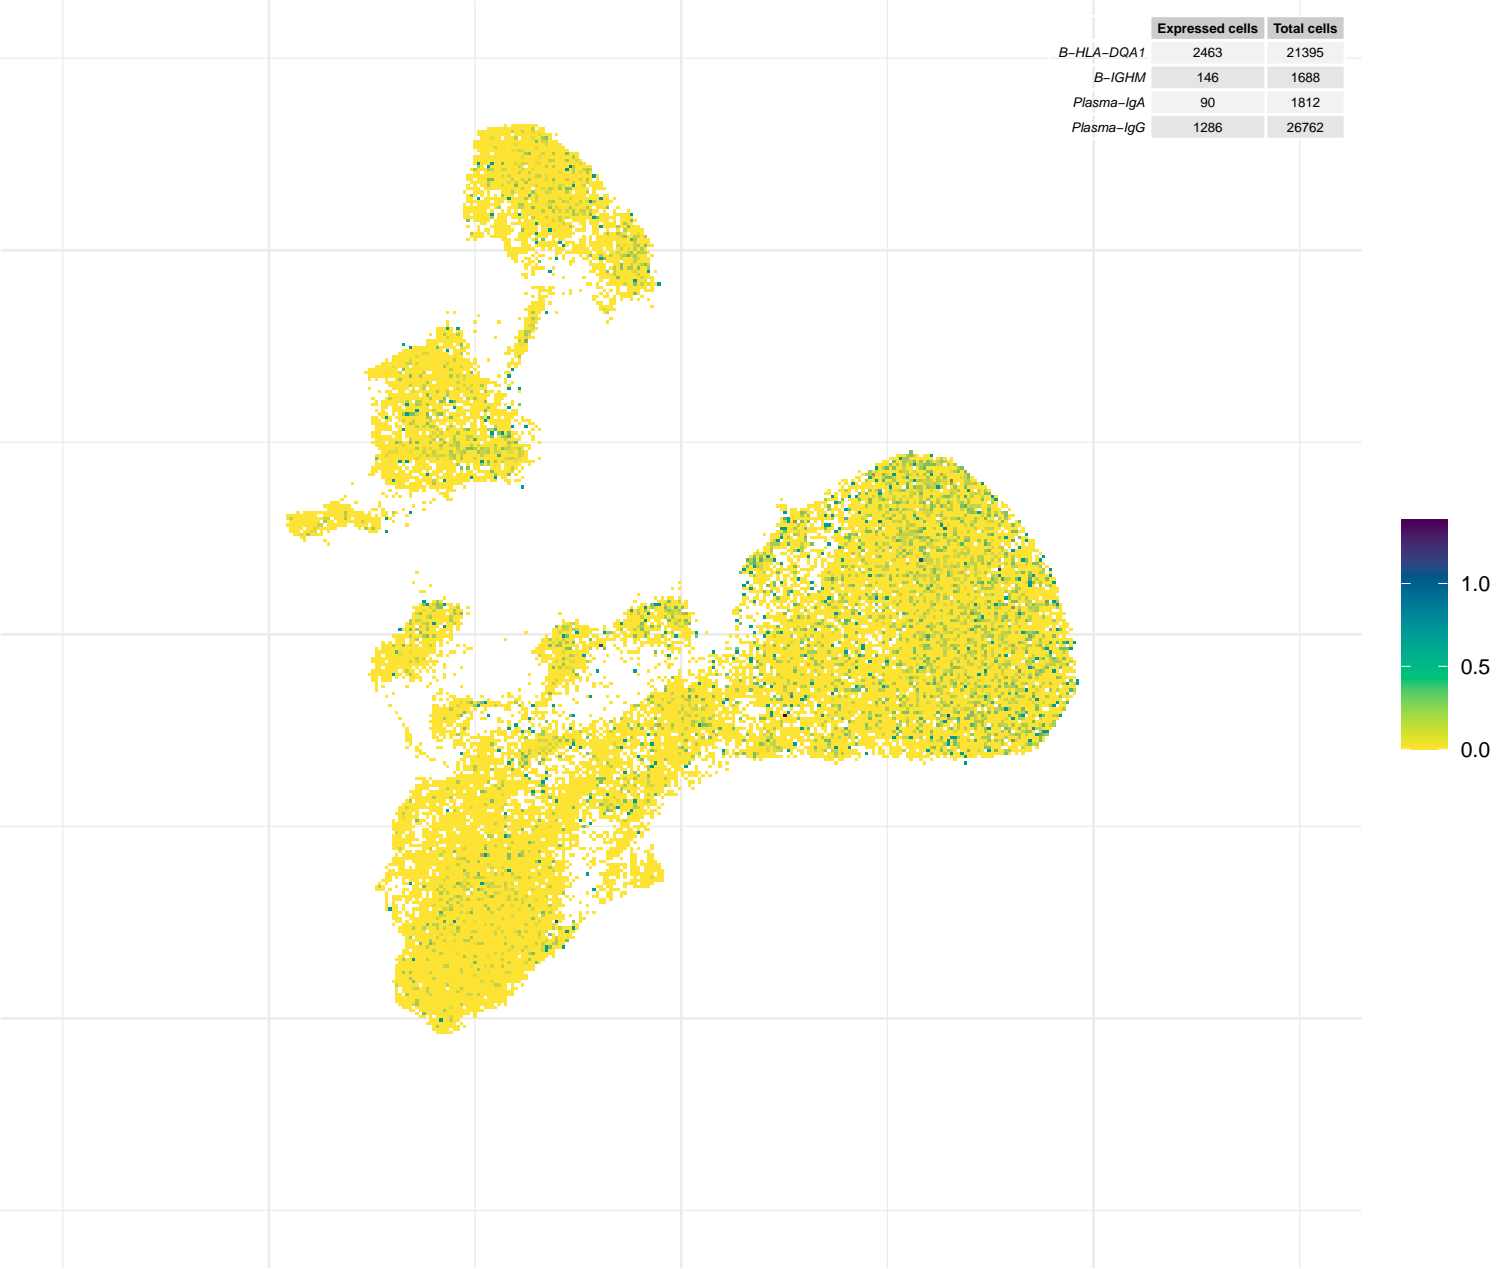 Expressed cells Total cells
B−HLA−DQA1 2463 21395
B−IGHM 146 1688
Plasma−IgA 90 1812
Plasma−IgG 1286 26762
1.0
0.5
0.0